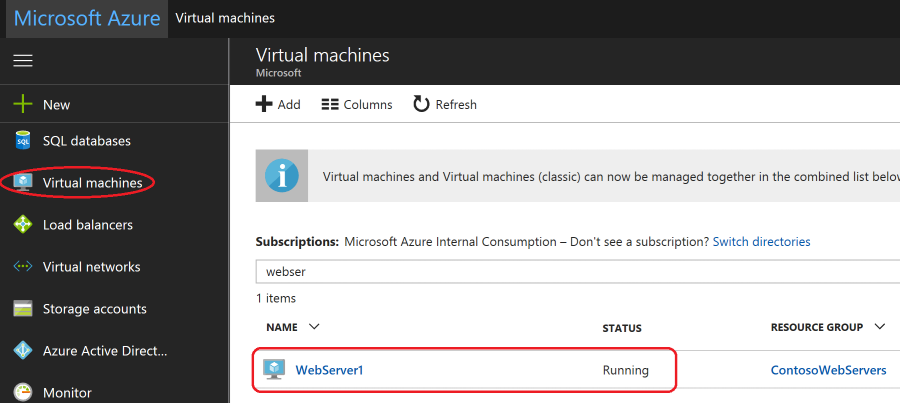 Microsoft Azure Virtual machines
New
SQL databases
SQL
Virtual machines
Load balancers
Virtual networks
Storage accounts
Azure Active Direct...
Monitor
Virtual machines
Microsoft
Add Columns Refresh
Virtual machines and Virtual machines (classic) can now be managed together in the combined list below
Subscriptions: Microsoft Azure Internal Consumption – Don't see a subscription? Switch directories
webser
1 items
NAME STATUS RESOURCE GROUP
WebServer1 Running ContosoWebServers